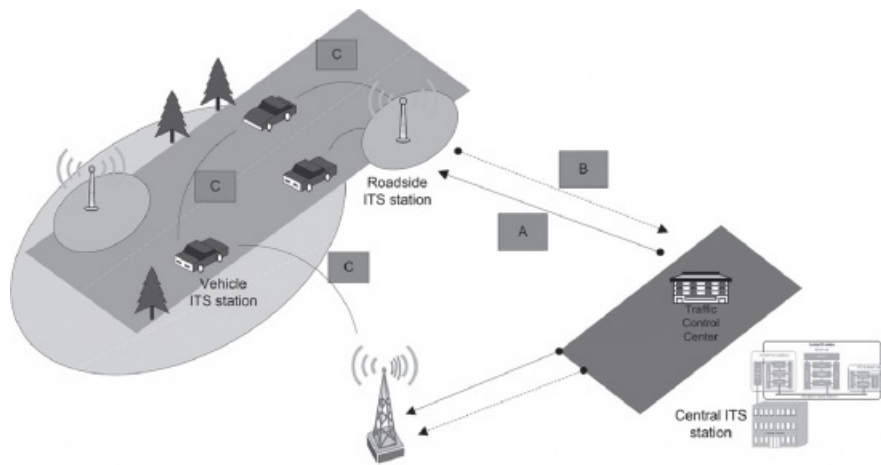 C
B
C
Roadside
ITS station
A
C
Vehicle
ITS station
Traffic
Control
Center
Central ITS
station